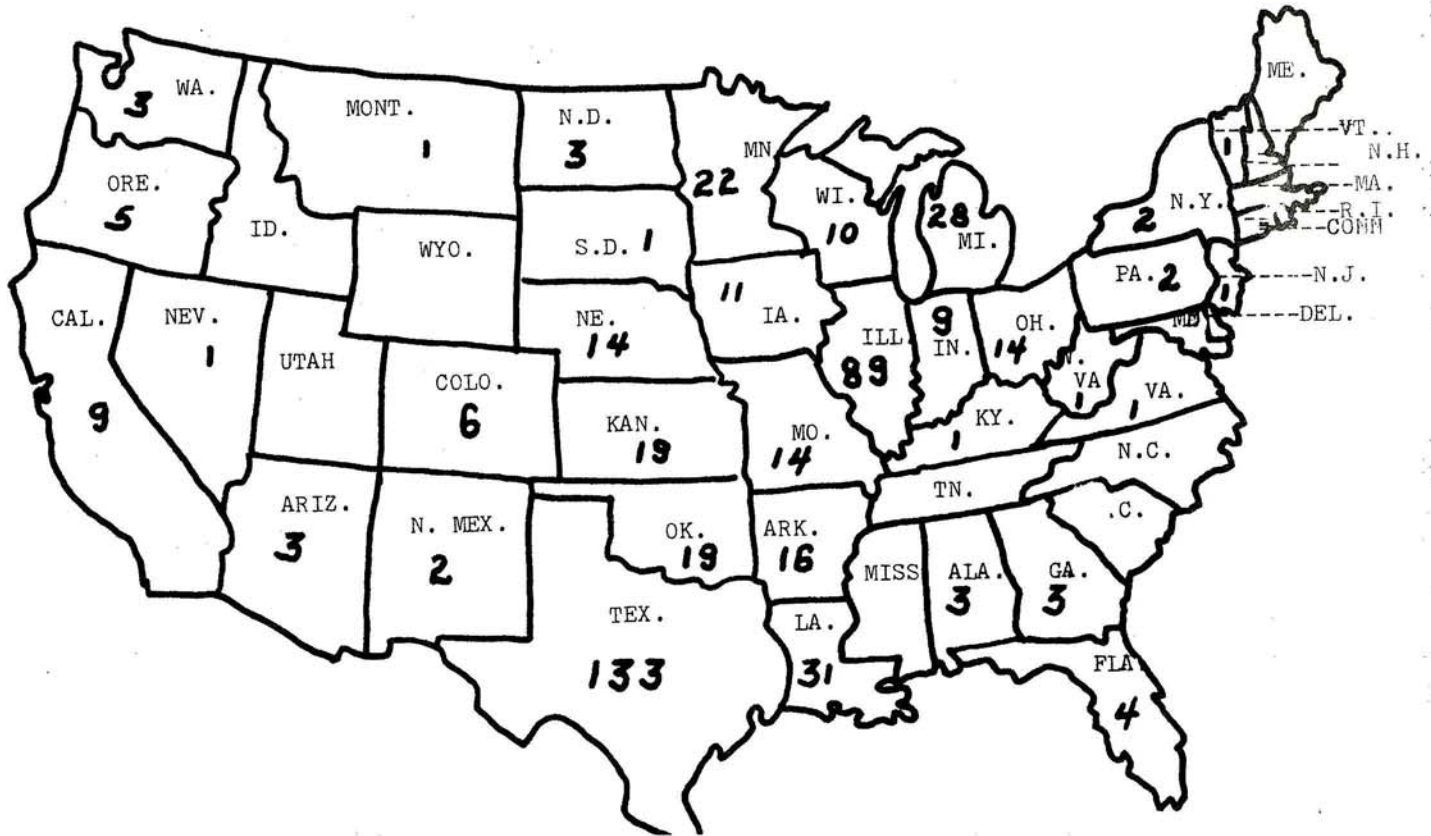 ME.
WA.
3
MONT.
1
N.D.
3
MN
22
VT..
1
N.H.
MA.
R.I.
CONN
ORE.
5
ID.
WYO.
S.D. 1
WI.
10
28
MI.
N.Y.
2
PA. 2
N.J.
1
DEL.
CAL.
9
NEV.
1
UTAH
COLO.
6
NE.
14
11
IA.
ILL
89
9
IN.
OH.
14
W.
VA
1
VA.
1
KAN.
19
MO.
14
KY.
1
N.C.
TN.
.C.
ARIZ.
3
N. MEX.
2
OK.
19
ARK.
16
MISS
ALA.
3
GA.
3
TEX.
133
LA.
31
FLA
4